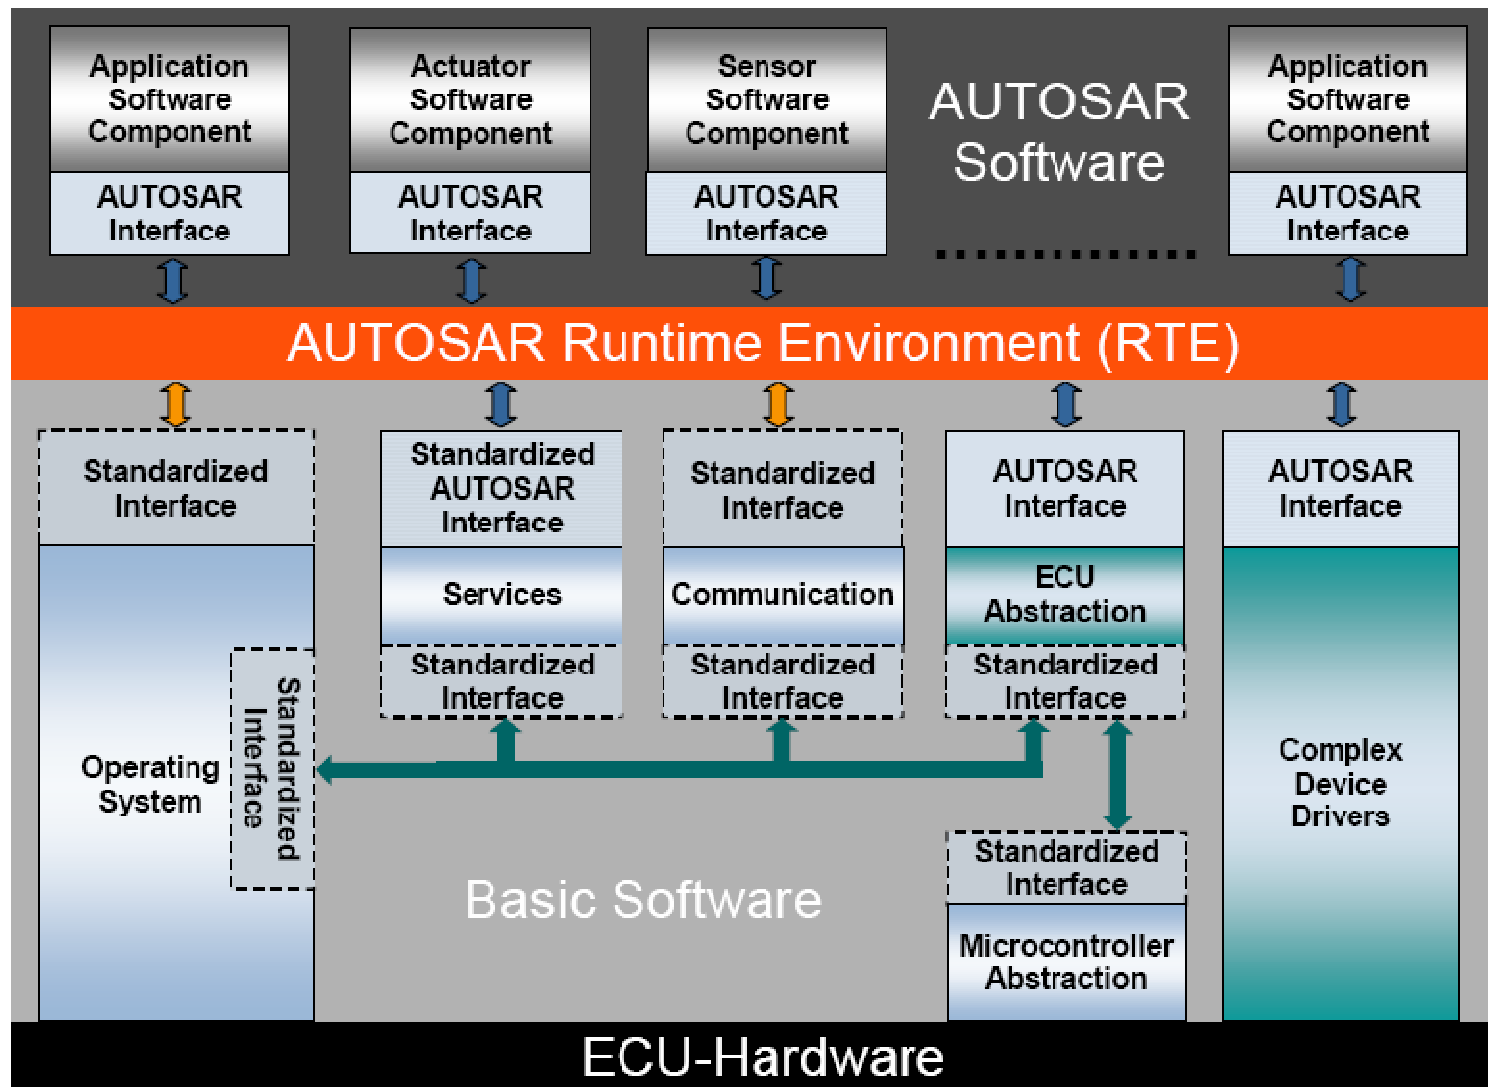 Application
Software
Component
AUTOSAR
Interface
Actuator
Software
Component
AUTOSAR
Interface
Sensor
Software
Component
AUTOSAR
Interface
AUTOSAR
Software
Application
Software
Component
AUTOSAR
Interface
AUTOSAR Runtime Environment (RTE)
Standardized
Interface
Operating
System
Standardized
Interface
Standardized
AUTOSAR
Interface
Services
Standardized
Interface
Standardized
Interface
Communication
Standardized
Interface
AUTOSAR
Interface
ECU
Abstraction
Standardized
Interface
Standardized
Interface
Microcontroller
Abstraction
AUTOSAR
Interface
Complex
Device
Drivers
Basic Software
ECU-Hardware